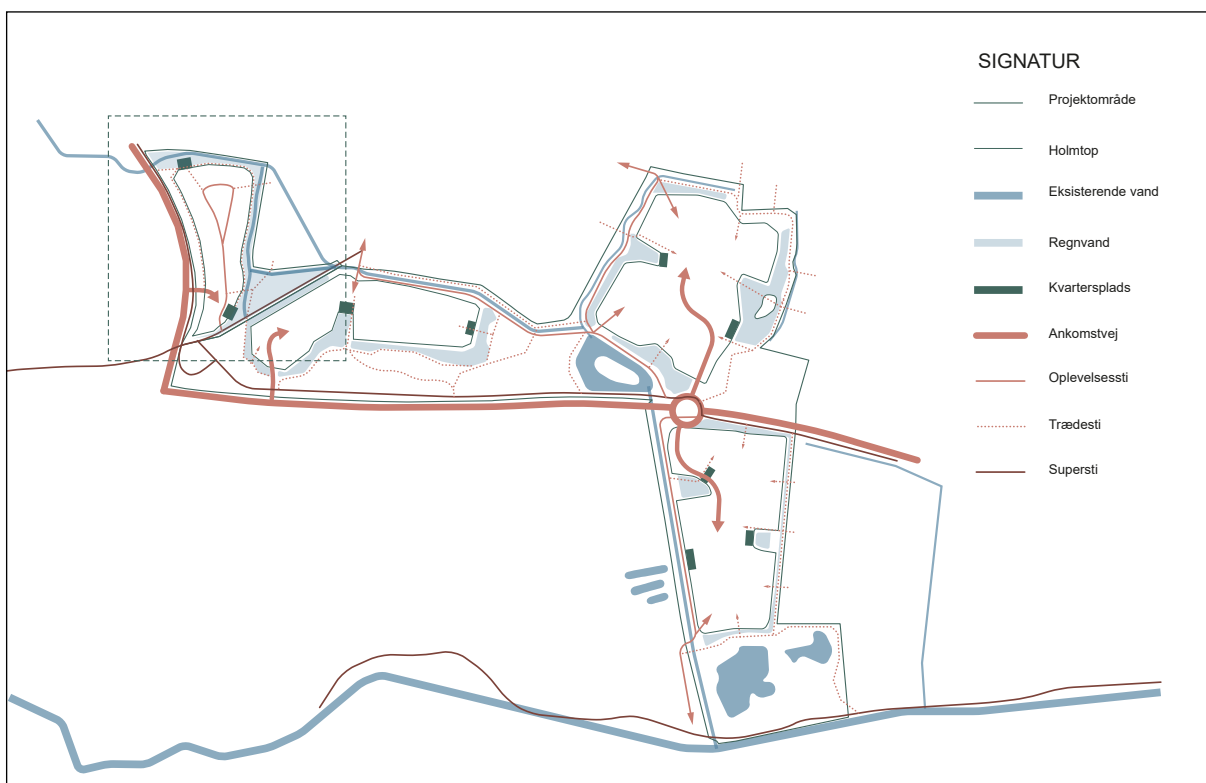 SIGNATUR
Projektområde
Holmtop
Eksisterende vand
Regnvand
Kvartersplads
Ankomstvej
Oplevelsessti
Trædesti
Supersti